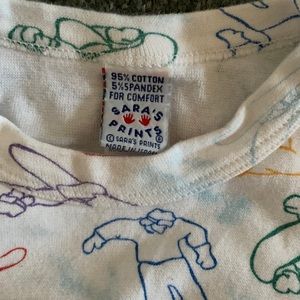 95% COTTON
5% SPANDEX
FOR COMFORT
SARA'S
PRINTS
© SARA'S PRINTS
MADE IN